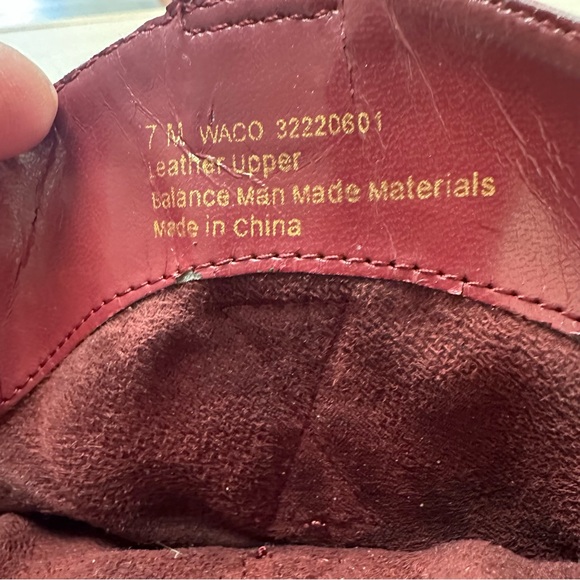 7 M WACO 32220601
Leather Upper
Balance Man Made Materials
Made in China